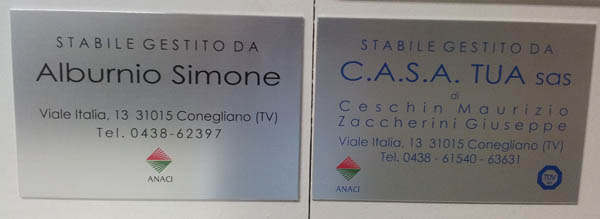 STABILE GESTITO DA
Alburnio Simone
Viale Italia, 13 31015 Conegliano (TV)
Tel. 0438-62397
ANACI
STABILE GESTITO DA
C.A.S.A. TUA sas
di
Ceschin Maurizio
Zaccherini Giuseppe
Viale Italia, 13 31015 Conegliano (TV)
Tel. 0438 - 61540 - 63631
ANACI
TÜV